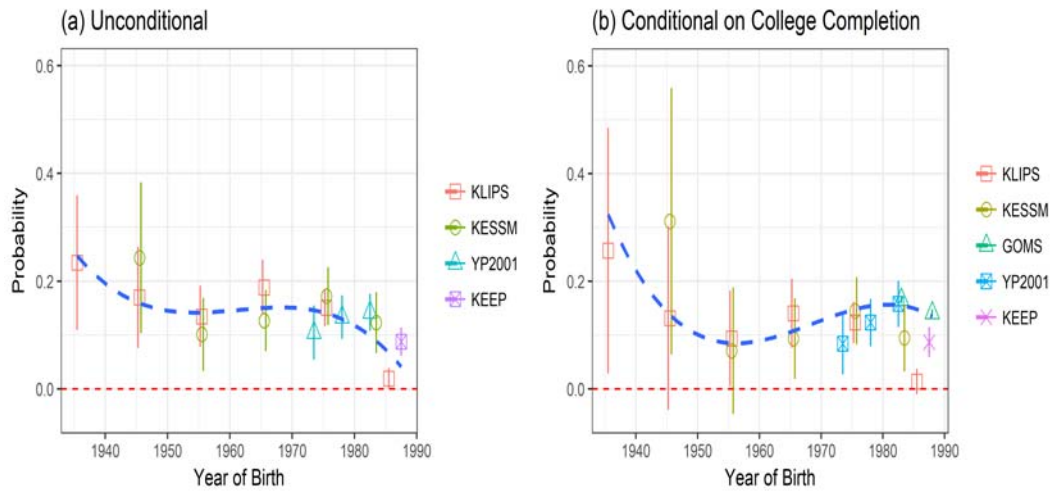 (a) Unconditional
0.6
0.4
0.2
0.0
Probability
1940 1950 1960 1970 1980 1990
Year of Birth
KLIPS
KESSM
YP2001
KEEP
(b) Conditional on College Completion
0.6
0.4
0.2
0.0
Probability
1940 1950 1960 1970 1980 1990
Year of Birth
KLIPS
KESSM
GOMS
YP2001
KEEP